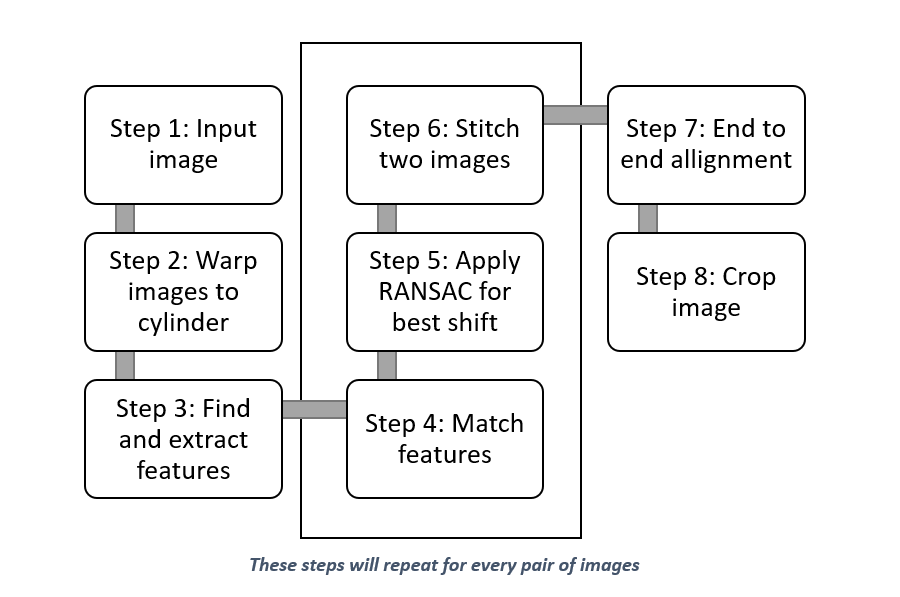 Step 1: Input
image
Step 2: Warp
images to
cylinder
Step 3: Find
and extract
features
Step 4: Match
features
Step 5: Apply
RANSAC for
best shift
Step 6: Stitch
two images
Step 7: End to
end allignment
Step 8: Crop
image
These steps will repeat for every pair of images